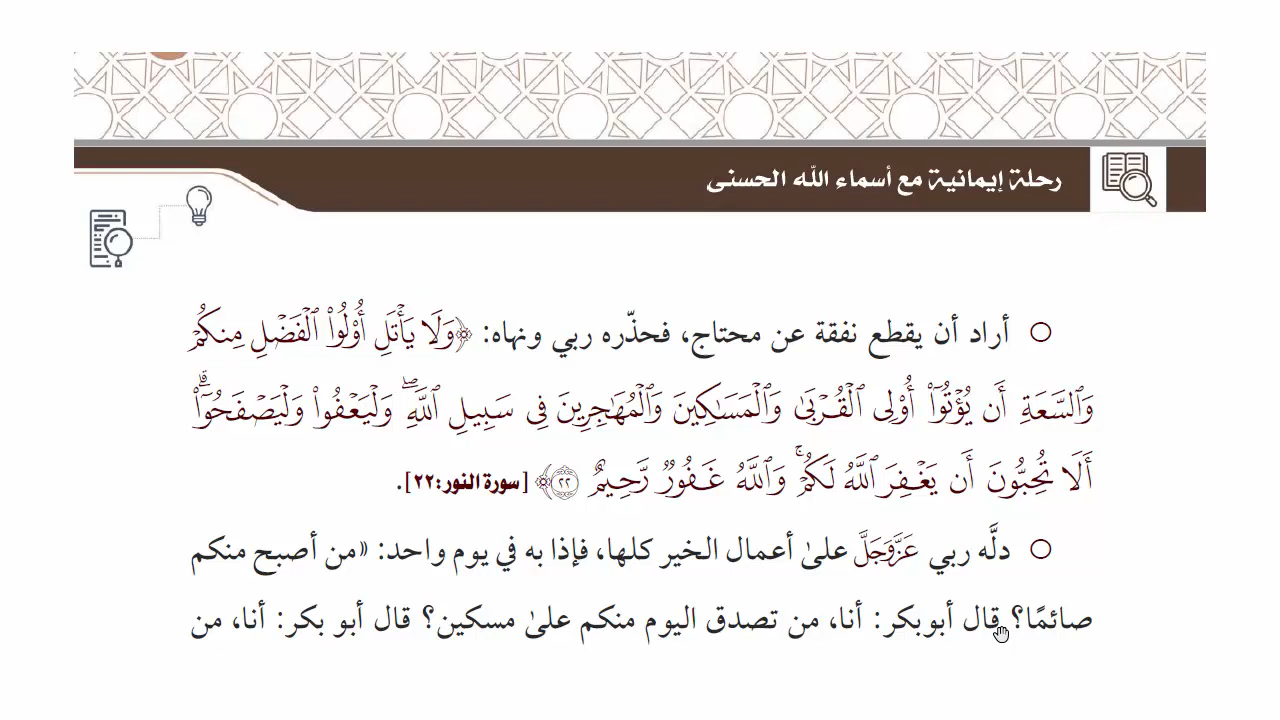 رحلة إيمانية مع أسماء الله الحسنى
○ أراد أن يقطع نفقة عن محتاج، فحذّره ربي ونهاه: ﴿وَلَا يَأۡتَلِ أُوْلُواْ ٱلۡفَضۡلِ مِنكُمۡ
وَٱلسَّعَةِ أَن يُؤۡتُوٓاْ أُوْلِي ٱلۡقُرۡبَىٰ وَٱلۡمَسَٰكِينَ وَٱلۡمُهَٰجِرِينَ فِي سَبِيلِ ٱللَّهِۖ وَلۡيَعۡفُواْ وَلۡيَصۡفَحُوٓاْۗ
أَلَا تُحِبُّونَ أَن يَغۡفِرَ ٱللَّهُ لَكُمۡۚ وَٱللَّهُ غَفُورٞ رَّحِيمٌ ٢٢﴾ [سورة النور:٢٢].
○ دلَّه ربي عَزَّوَجَلَّ علىٰ أعمال الخير كلها، فإذا به في يوم واحد: «من أصبح منكم
صائمًا؟ قال أبوبكر: أنا، من تصدق اليوم منكم علىٰ مسكين؟ قال أبو بكر: أنا، من